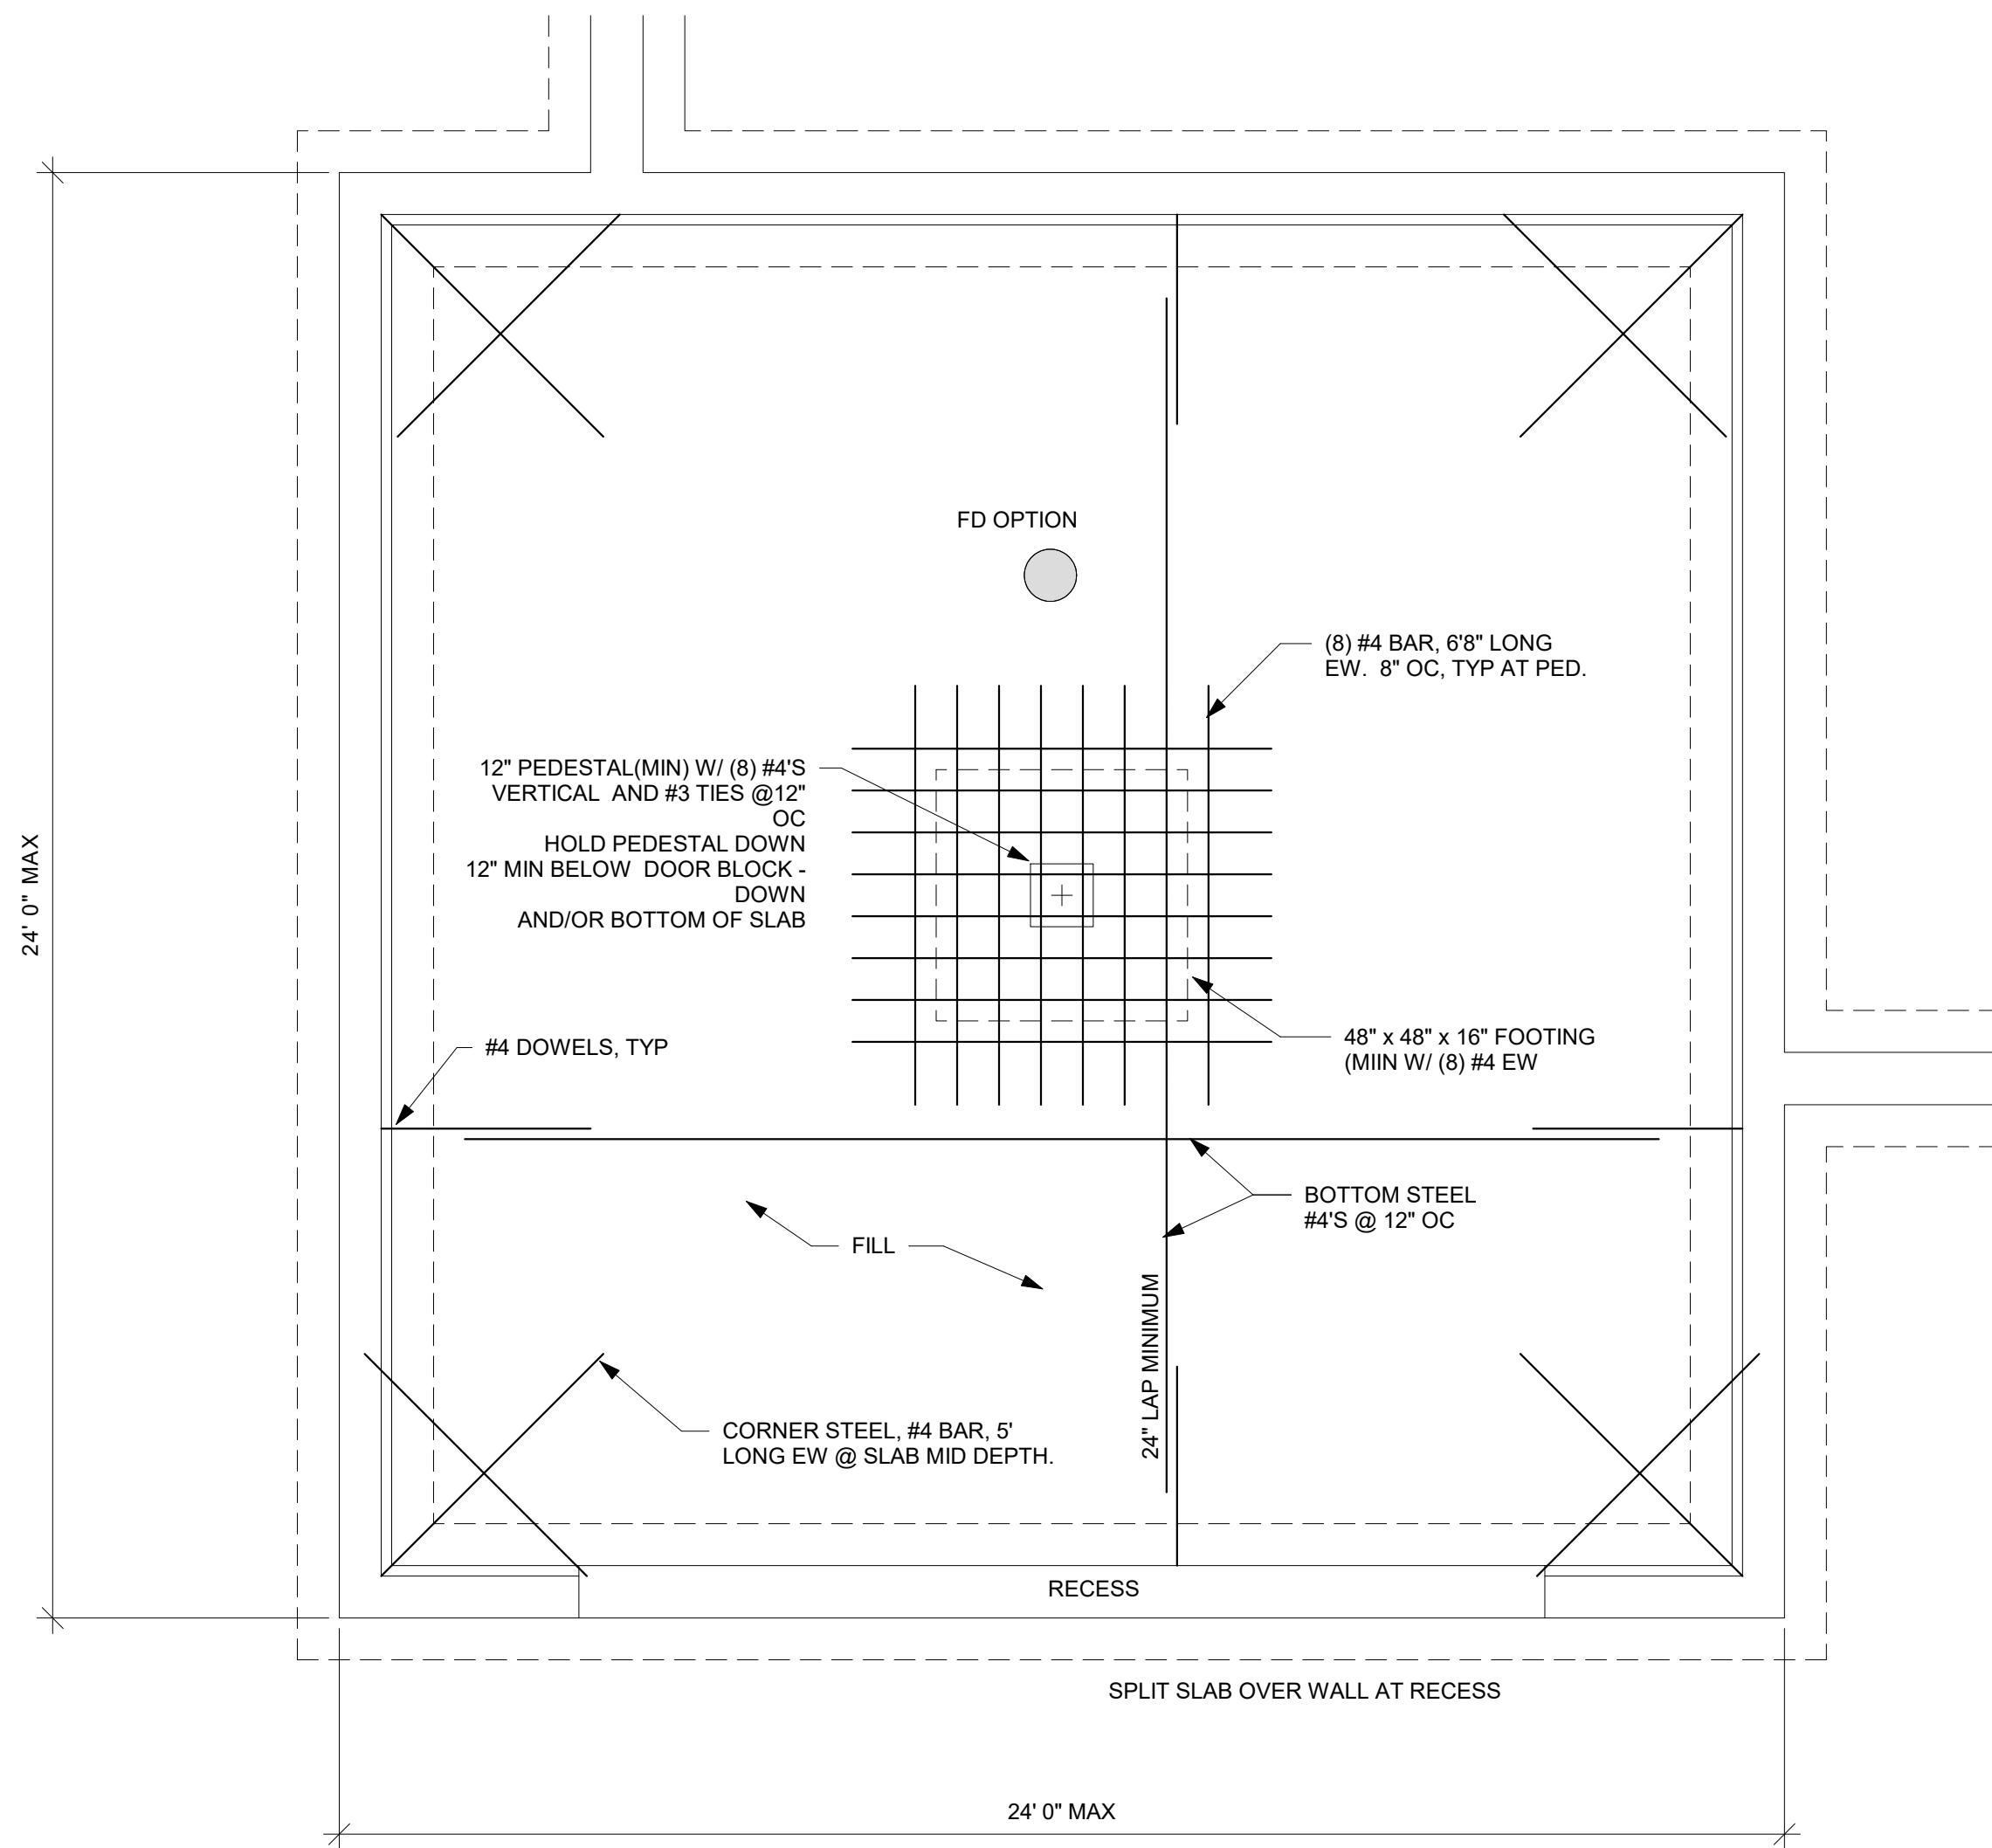 FD OPTION
(8) #4 BAR, 6'8" LONG
EW.  8" OC, TYP AT PED.
12" PEDESTAL(MIN) W/ (8) #4'S
VERTICAL  AND #3 TIES @12"
OC
HOLD PEDESTAL DOWN
12" MIN BELOW  DOOR BLOCK -
DOWN
AND/OR BOTTOM OF SLAB
24' 0" MAX
#4 DOWELS, TYP
48" x 48" x 16" FOOTING
(MIIN W/ (8) #4 EW
BOTTOM STEEL
#4'S @ 12" OC
FILL
24" LAP MINIMUM
CORNER STEEL, #4 BAR, 5'
LONG EW @ SLAB MID DEPTH.
RECESS
SPLIT SLAB OVER WALL AT RECESS
24' 0" MAX